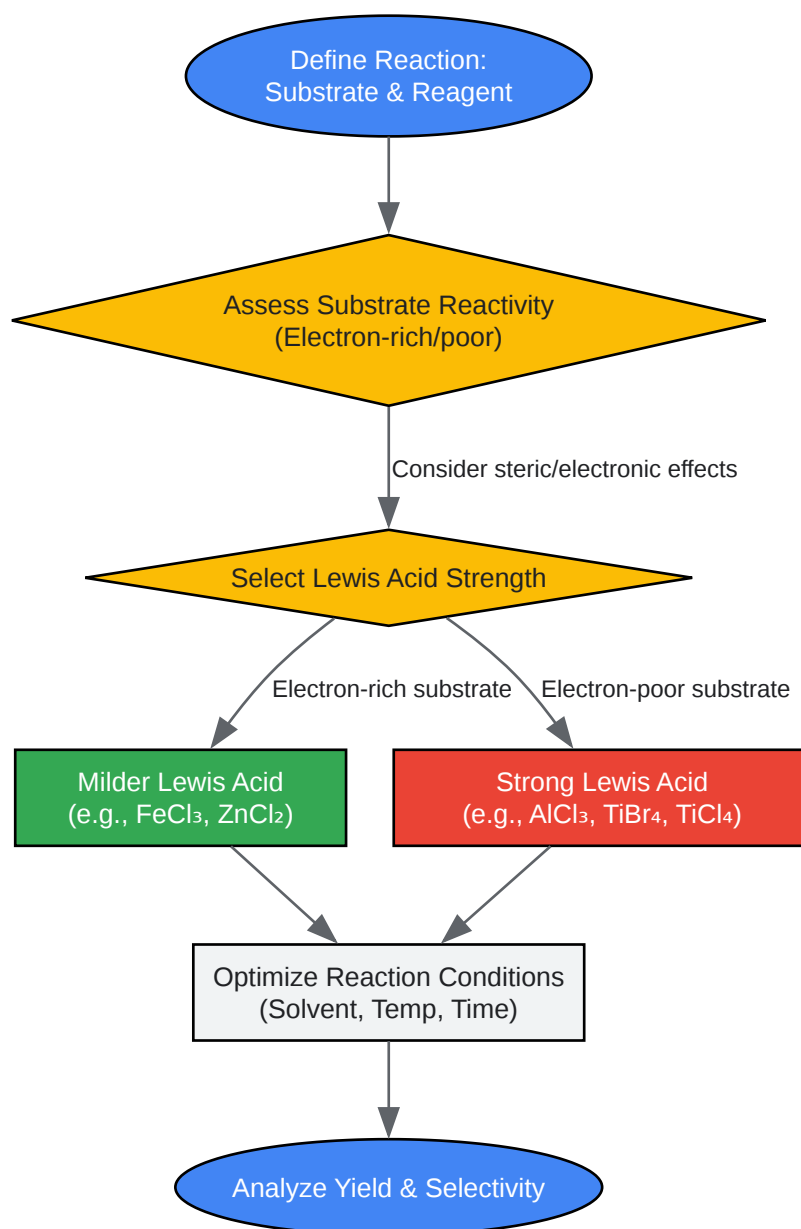 Define Reaction:
Substrate & Reagent
Assess Substrate Reactivity
(Electron-rich/poor)
Consider steric/electronic effects
Select Lewis Acid Strength
Electron-rich substrate
Electron-poor substrate
Milder Lewis Acid
(e.g., FeCl₃, ZnCl₂)
Strong Lewis Acid
(e.g., AlCl₃, TiBr₄, TiCl₄)
Optimize Reaction Conditions
(Solvent, Temp, Time)
Analyze Yield & Selectivity